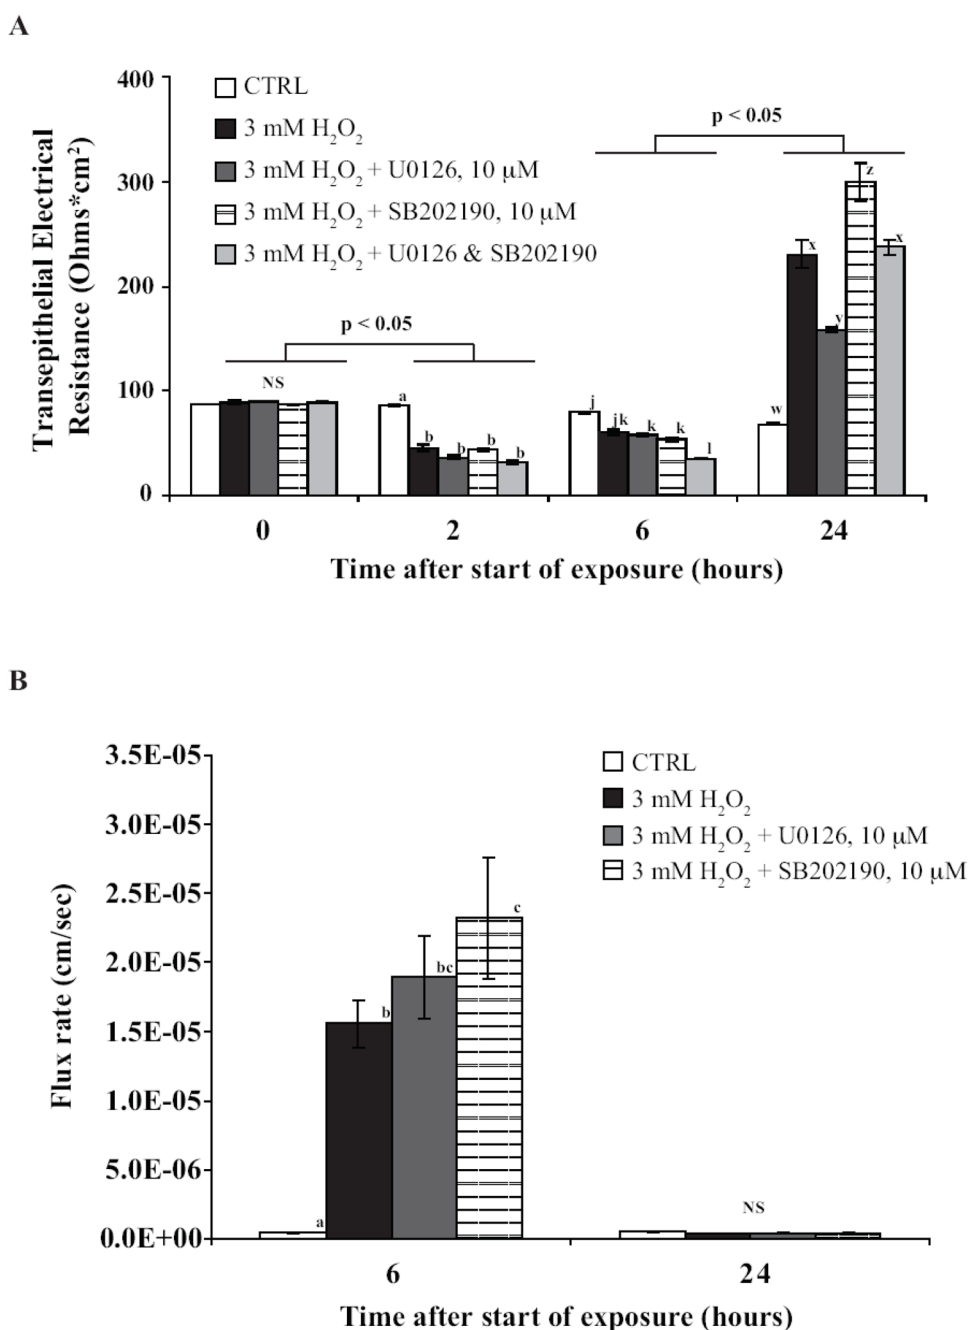 A
Transepithelial Electrical
Resistance (Ohms*cm²)
400
300
200
100
0
CTRL
3 mM H₂O₂
3 mM H₂O₂ + U0126, 10 μM
3 mM H₂O₂ + SB202190, 10 μM
3 mM H₂O₂ + U0126 & SB202190
p < 0.05
p < 0.05
NS
a
b
b
b
b
j
jk
k
k
l
w
x
y
z
x
0 2 6 24
Time after start of exposure (hours)
B
Flux rate (cm/sec)
3.5E-05
3.0E-05
2.5E-05
2.0E-05
1.5E-05
1.0E-05
5.0E-06
0.0E+00
CTRL
3 mM H₂O₂
3 mM H₂O₂ + U0126, 10 μM
3 mM H₂O₂ + SB202190, 10 μM
a
b
bc
c
NS
6 24
Time after start of exposure (hours)